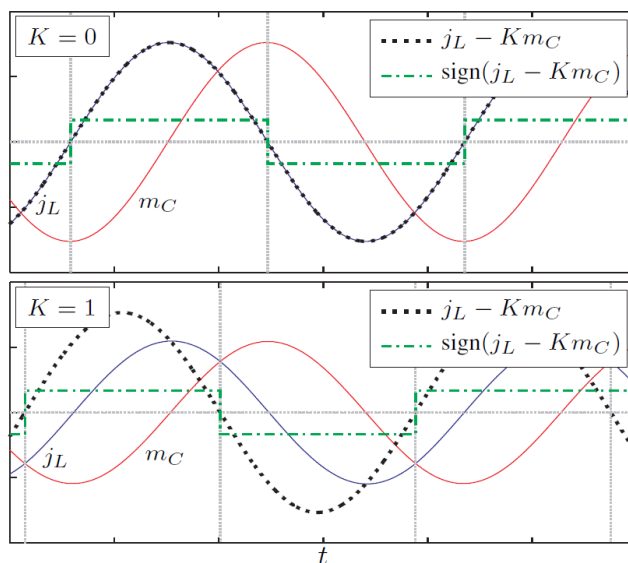 K = 0
j_L − Km_C
sign(j_L − Km_C)
j_L
m_C
K = 1
j_L − Km_C
sign(j_L − Km_C)
j_L
m_C
t